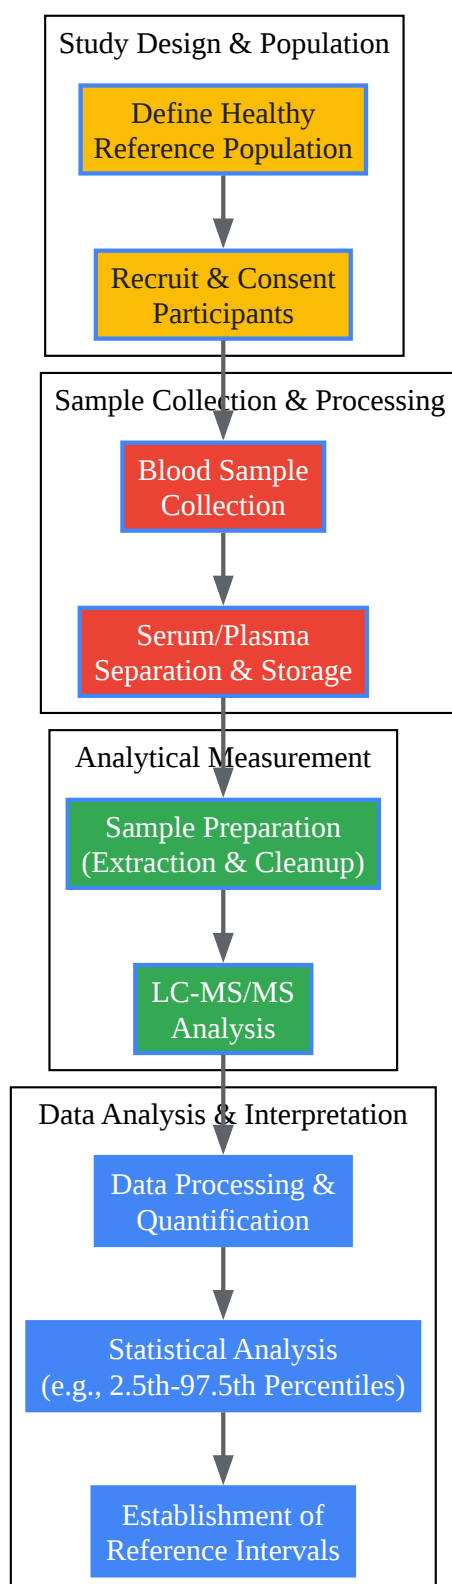 Study Design & Population
Define Healthy
Reference Population
Recruit & Consent
Participants
Sample Collection & Processing
Blood Sample
Collection
Serum/Plasma
Separation & Storage
Analytical Measurement
Sample Preparation
(Extraction & Cleanup)
LC-MS/MS
Analysis
Data Analysis & Interpretation
Data Processing &
Quantification
Statistical Analysis
(e.g., 2.5th-97.5th Percentiles)
Establishment of
Reference Intervals